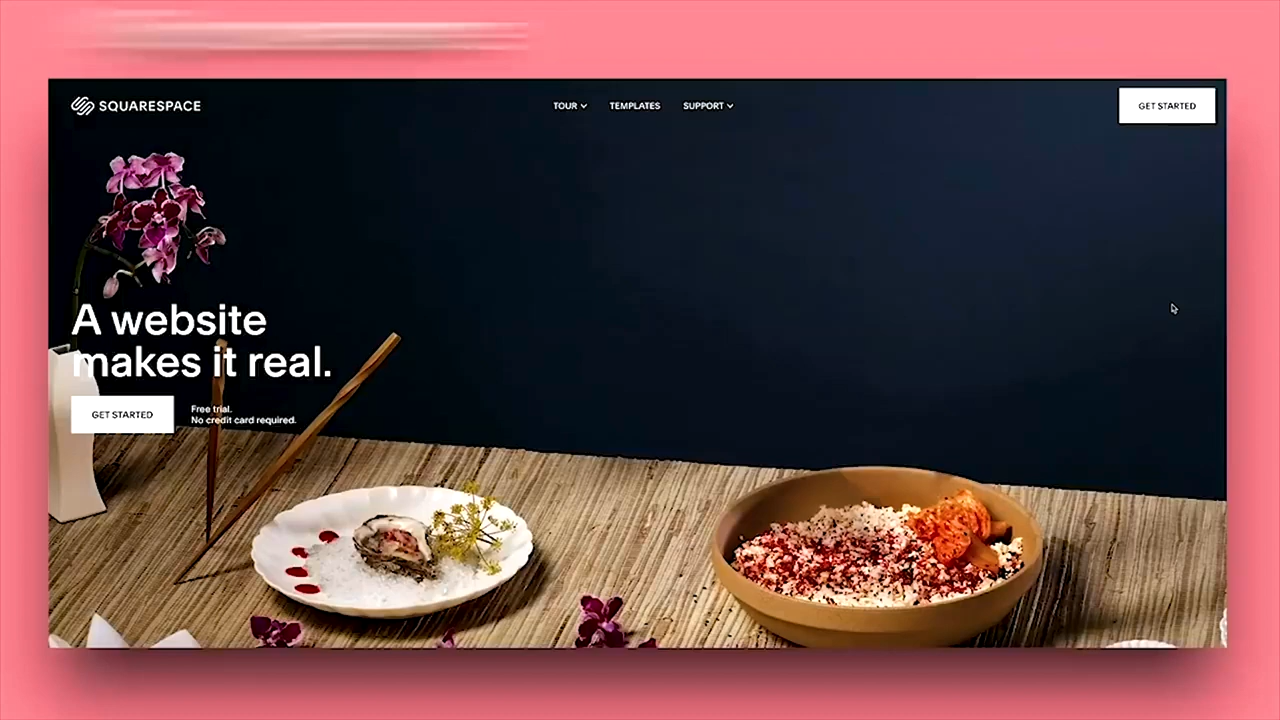 SQUARESPACE
TOUR
TEMPLATES
SUPPORT
GET STARTED
A website
makes it real.
GET STARTED
Free trial.
No credit card required.